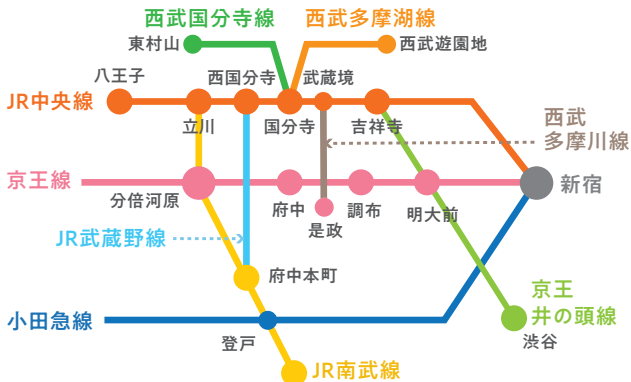 西武国分寺線
西武多摩湖線
東村山
西武遊園地
八王子
西国分寺
武蔵境
JR中央線
立川
国分寺
吉祥寺
西武
多摩川線
京王線
分倍河原
府中
調布
明大前
新宿
是政
JR武蔵野線
府中本町
京王
井の頭線
小田急線
登戸
渋谷
JR南武線